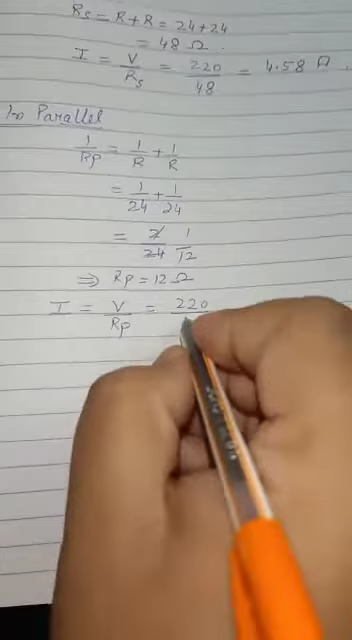 Rs = R + R = 24 + 24
= 48 Ω.
I = V/Rs = 220/48 = 4.58 A.
In Parallel
1/Rp = 1/R + 1/R
= 1/24 + 1/24
= 2/24 1/12
⇒ Rp = 12 Ω
I = V/Rp = 220